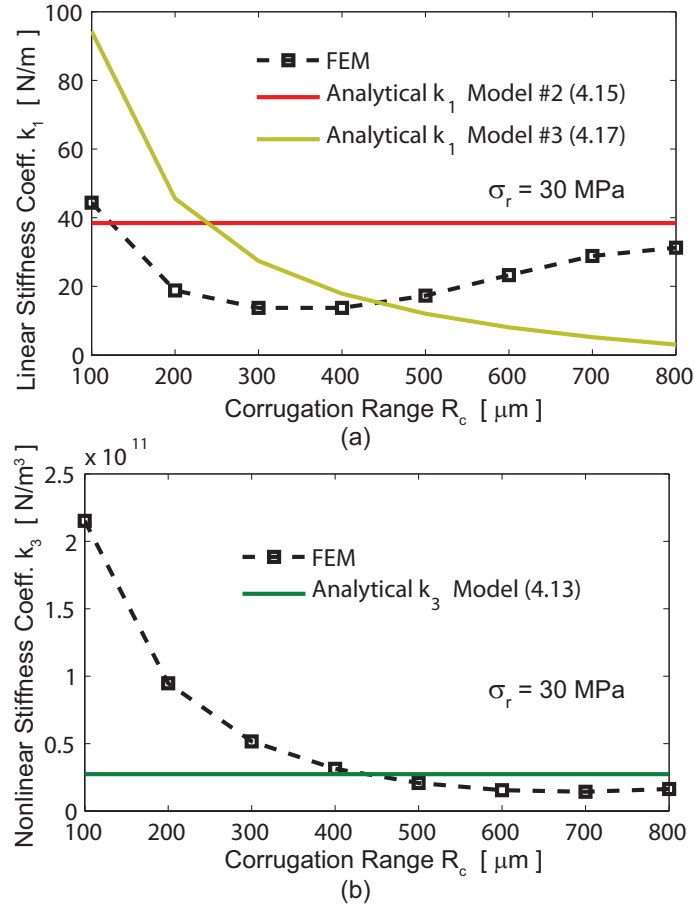 100
80
60
40
20
0
Linear Stiffness Coeff. k1 [ N/m ]
FEM
Analytical k1 Model #2 (4.15)
Analytical k1 Model #3 (4.17)
σr = 30 MPa
100 200 300 400 500 600 700 800
Corrugation Range Rc [ μm ]
(a)
x 10 11
2.5
2
1.5
1
0.5
0
Nonlinear Stiffness Coeff. k3 [ N/m³ ]
FEM
Analytical k3 Model (4.13)
σr = 30 MPa
100 200 300 400 500 600 700 800
Corrugation Range Rc [ μm ]
(b)